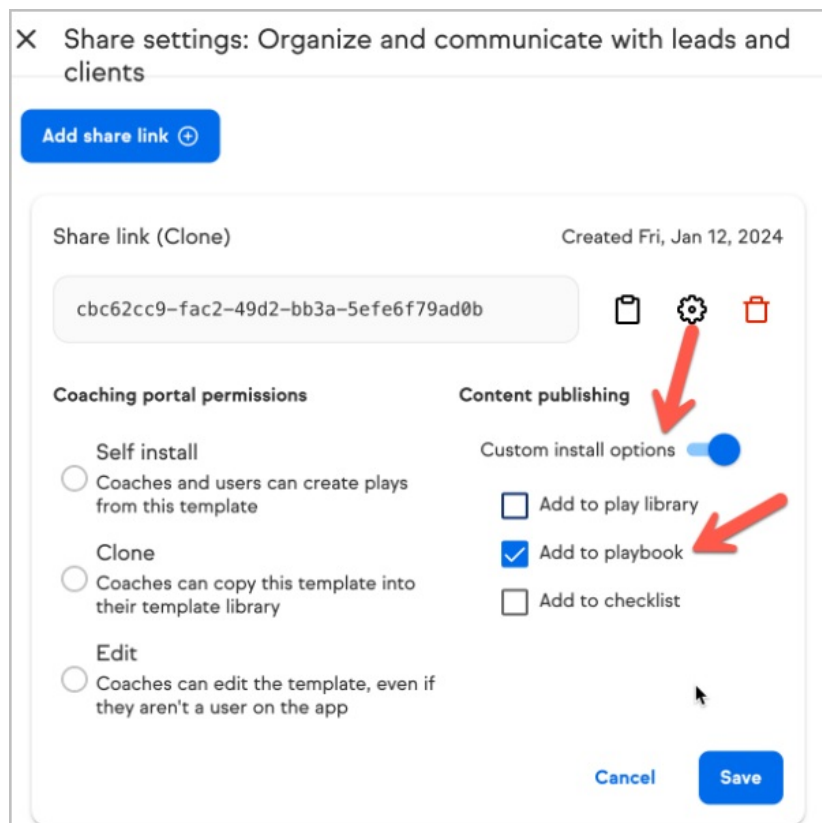 Share settings: Organize and communicate with leads and
clients
Add share link
Share link (Clone)
Created Fri, Jan 12, 2024
cbc62cc9-fac2-49d2-bb3a-5efe6f79ad0b
Coaching portal permissions
Self install
Coaches and users can create plays
from this template
Clone
Coaches can copy this template into
their template library
Edit
Coaches can edit the template, even if
they aren't a user on the app
Content publishing
Custom install options
Add to play library
Add to playbook
Add to checklist
Cancel
Save